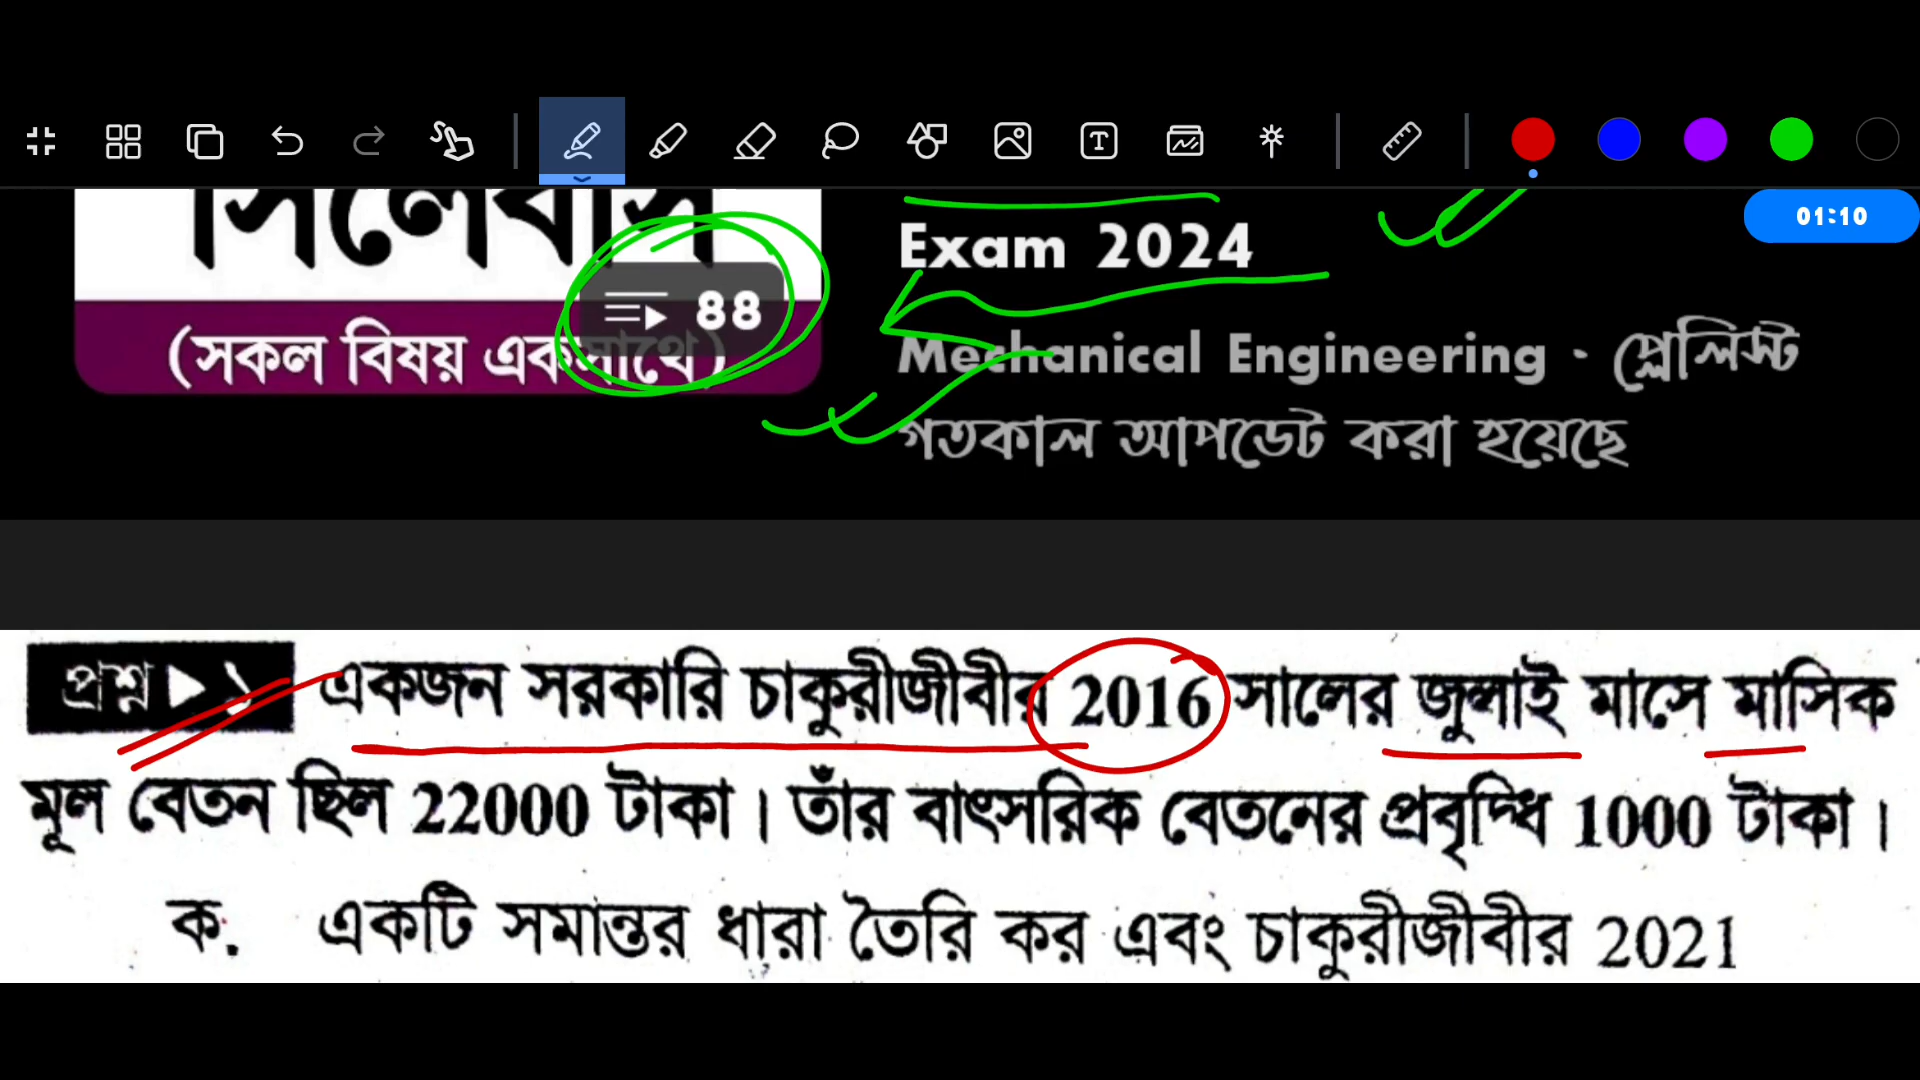 01:10
সিলেবাস
88
(সকল বিষয় একসাথে)
Exam 2024
Mechanical Engineering · প্লেলিস্ট
গতকাল আপডেট করা হয়েছে
প্রশ্ন ▶ ১ একজন সরকারি চাকুরীজীবীর 2016 সালের জুলাই মাসে মাসিক
মূল বেতন ছিল 22000 টাকা। তাঁর বাৎসরিক বেতনের প্রবৃদ্ধি 1000 টাকা।
ক. একটি সমান্তর ধারা তৈরি কর এবং চাকুরীজীবীর 2021